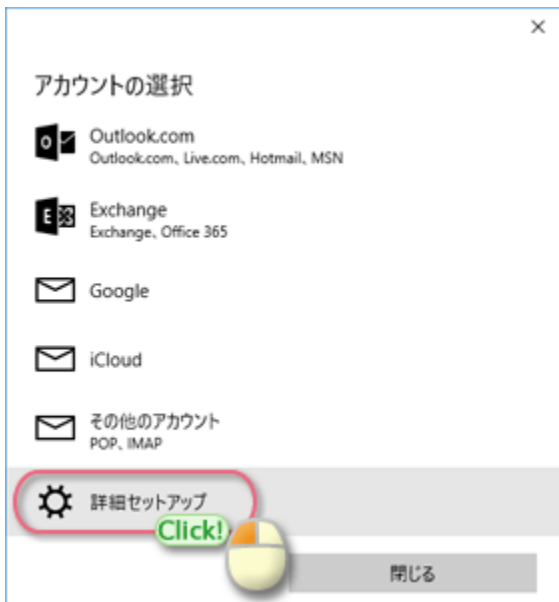 アカウントの選択
Outlook.com
Outlook.com、Live.com、Hotmail、MSN
Exchange
Exchange、Office 365
Google
iCloud
その他のアカウント
POP、IMAP
詳細セットアップ
Click!
閉じる